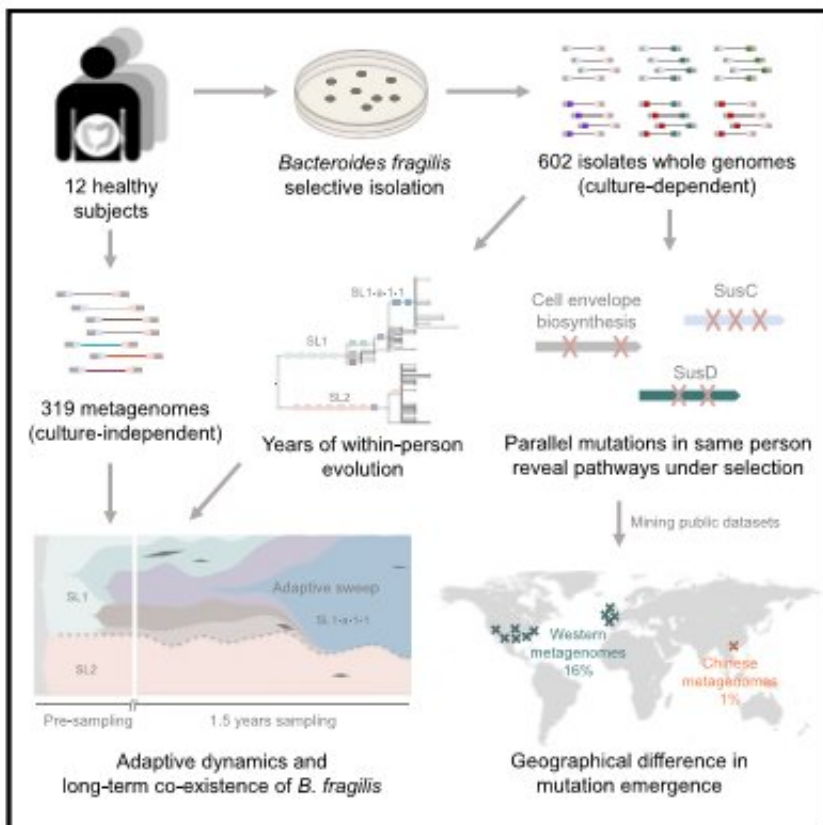 12 healthy
subjects
Bacteroides fragilis
selective isolation
602 isolates whole genomes
(culture-dependent)
319 metagenomes
(culture-independent)
SL1-a-1-1
SL1
SL2
Years of within-person
evolution
Cell envelope
biosynthesis
SusC
SusD
Parallel mutations in same person
reveal pathways under selection
Mining public datasets
SL1
Adaptive sweep
SL1-a-1-1
SL2
Pre-sampling
1.5 years sampling
Adaptive dynamics and
long-term co-existence of B. fragilis
Western
metagenomes
16%
Chinese
metagenomes
1%
Geographical difference in
mutation emergence